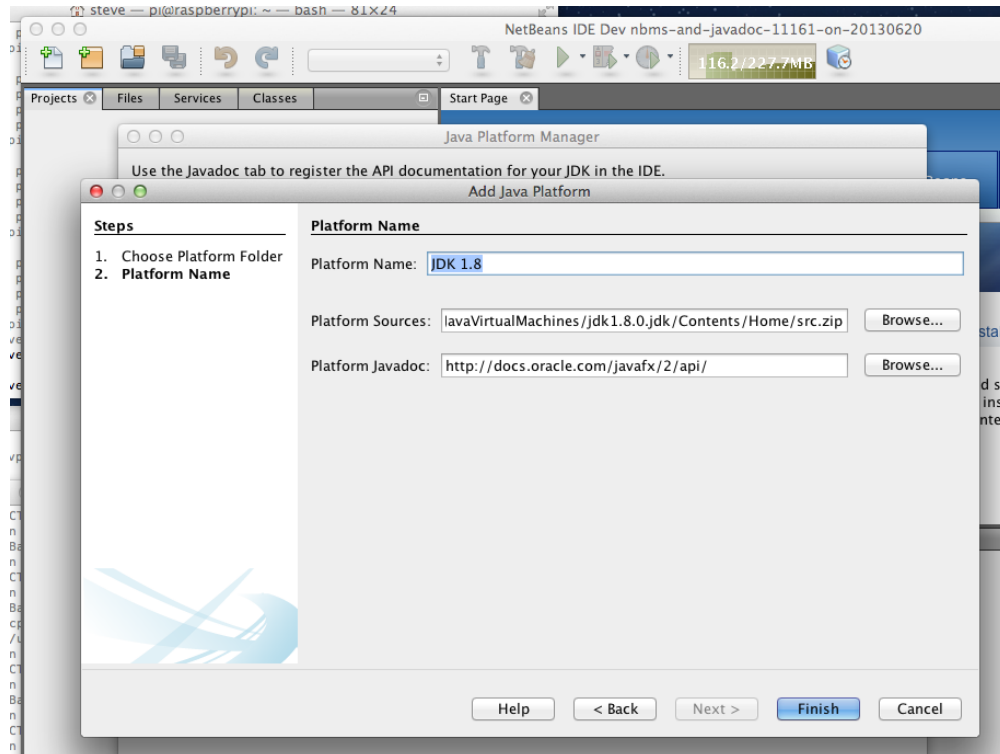 steve — pi@raspberrypi: ~ — bash — 81×24
NetBeans IDE Dev nbms-and-javadoc-11161-on-20130620
116.2/227.7MB
Projects Files Services Classes Start Page
Java Platform Manager
Use the Javadoc tab to register the API documentation for your JDK in the IDE.
Add Java Platform
Steps
1. Choose Platform Folder
2. Platform Name
Platform Name
Platform Name: JDK 1.8
Platform Sources: JavaVirtualMachines/jdk1.8.0.jdk/Contents/Home/src.zip Browse...
Platform Javadoc: http://docs.oracle.com/javafx/2/api/ Browse...
Help < Back Next > Finish Cancel